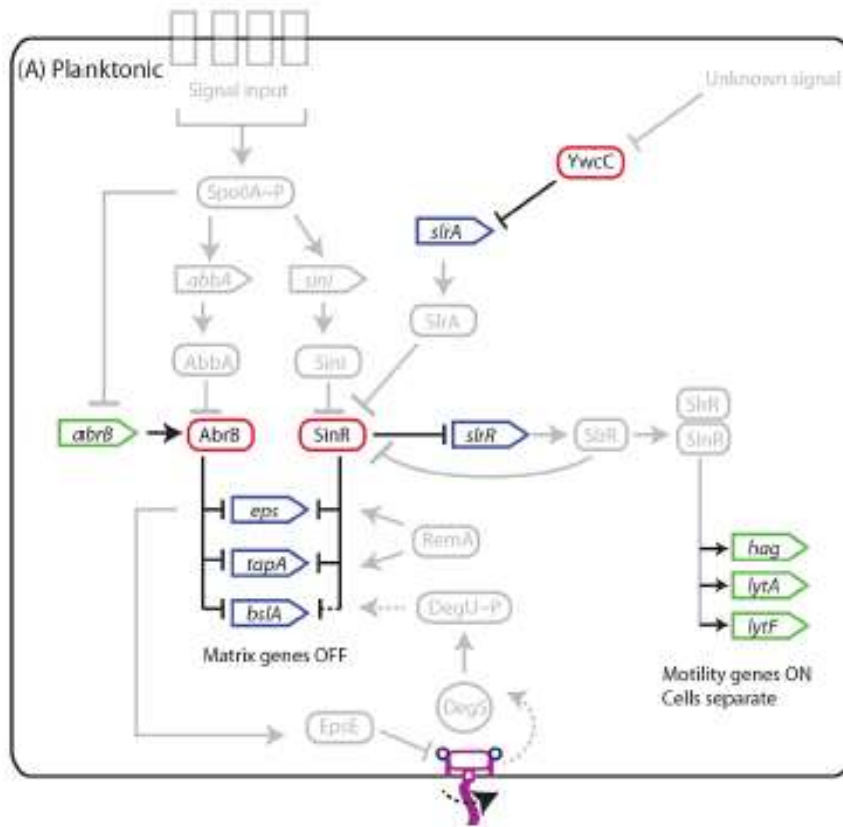 (A) Planktonic
Signal input
Unknown signal
YwcC
Spo0A~P
slrA
abbA
sinI
SlrA
AbbA
SinI
abrB
AbrB
SinR
slrR
SlrR
SlrR
SinR
eps
RemA
hag
tapA
lytA
bslA
DegU~P
lytF
Matrix genes OFF
Motility genes ON
Cells separate
DegS
EpsE